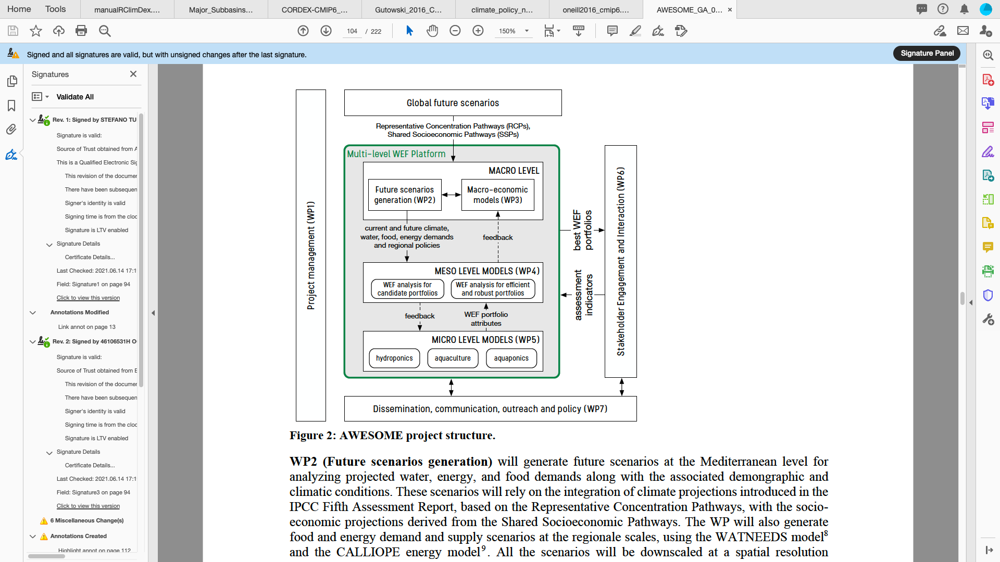 Home
Tools
manualRClimDex....
Major_Subbasins...
CORDEX-CMIP6_...
Gutowski_2016_C...
climate_policy_n...
oneill2016_cmip6....
AWESOME_GA_0...
104 / 222
150%
Signed and all signatures are valid, but with unsigned changes after the last signature.
Signature Panel
Signatures
Validate All
Rev. 1: Signed by STEFANO TU
Signature is valid:
Source of Trust obtained from A
This is a Qualified Electronic Sig
This revision of the documer
There have been subsequen
Signer's identity is valid
Signing time is from the cloc
Signature is LTV enabled
Signature Details
Certificate Details...
Last Checked: 2021.06.14 17:1
Field: Signature1 on page 94
Click to view this version
Annotations Modified
Link annot on page 13
Rev. 2: Signed by 46106531H O
Signature is valid:
Source of Trust obtained from E
This revision of the documer
There have been subsequen
Signer's identity is valid
Signing time is from the cloc
Signature is LTV enabled
Signature Details
Certificate Details...
Last Checked: 2021.06.14 17:1
Field: Signature3 on page 94
Click to view this version
6 Miscellaneous Change(s)
Annotations Created
Highlight annot on page 112
Project management (WP1)
Global future scenarios
Representative Concentration Pathways (RCPs),
Shared Socioeconomic Pathways (SSPs)
Multi-level WEF Platform
MACRO LEVEL
Future scenarios
generation (WP2)
Macro-economic
models (WP3)
current and future climate,
water, food, energy demands
and regional policies
feedback
MESO LEVEL MODELS (WP4)
WEF analysis for
candidate portfolios
WEF analysis for efficient
and robust portfolios
feedback
WEF portfolio
attributes
MICRO LEVEL MODELS (WP5)
hydroponics
aquaculture
aquaponics
best WEF
portfolios
assessment
indicators
Stakeholder Engagement and Interaction (WP6)
Dissemination, communication, outreach and policy (WP7)
Figure 2: AWESOME project structure.
WP2 (Future scenarios generation) will generate future scenarios at the Mediterranean level for
analyzing projected water, energy, and food demands along with the associated demongraphic and
climatic conditions. These scenarios will rely on the integration of climate projections introduced in the
IPCC Fifth Assessment Report, based on the Representative Concentration Pathways, with the socio-
economic projections derived from the Shared Socioeconomic Pathways. The WP will also generate
food and energy demand and supply scenarios at the regionale scales, using the WATNEEDS model8
and the CALLIOPE energy model9. All the scenarios will be downscaled at a spatial resolution